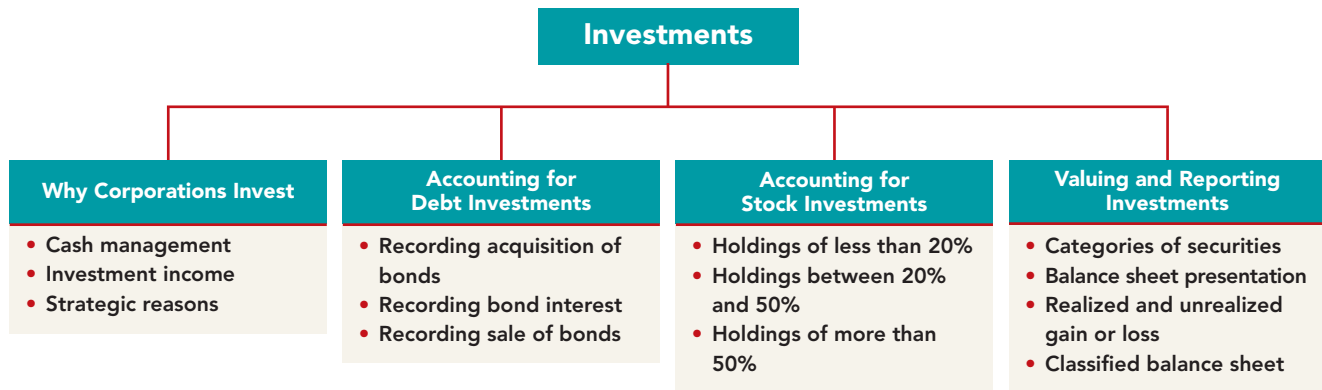 Investments
Why Corporations Invest
• Cash management
• Investment income
• Strategic reasons
Accounting for
Debt Investments
• Recording acquisition of
bonds
• Recording bond interest
• Recording sale of bonds
Accounting for
Stock Investments
• Holdings of less than 20%
• Holdings between 20%
and 50%
• Holdings of more than
50%
Valuing and Reporting
Investments
• Categories of securities
• Balance sheet presentation
• Realized and unrealized
gain or loss
• Classified balance sheet